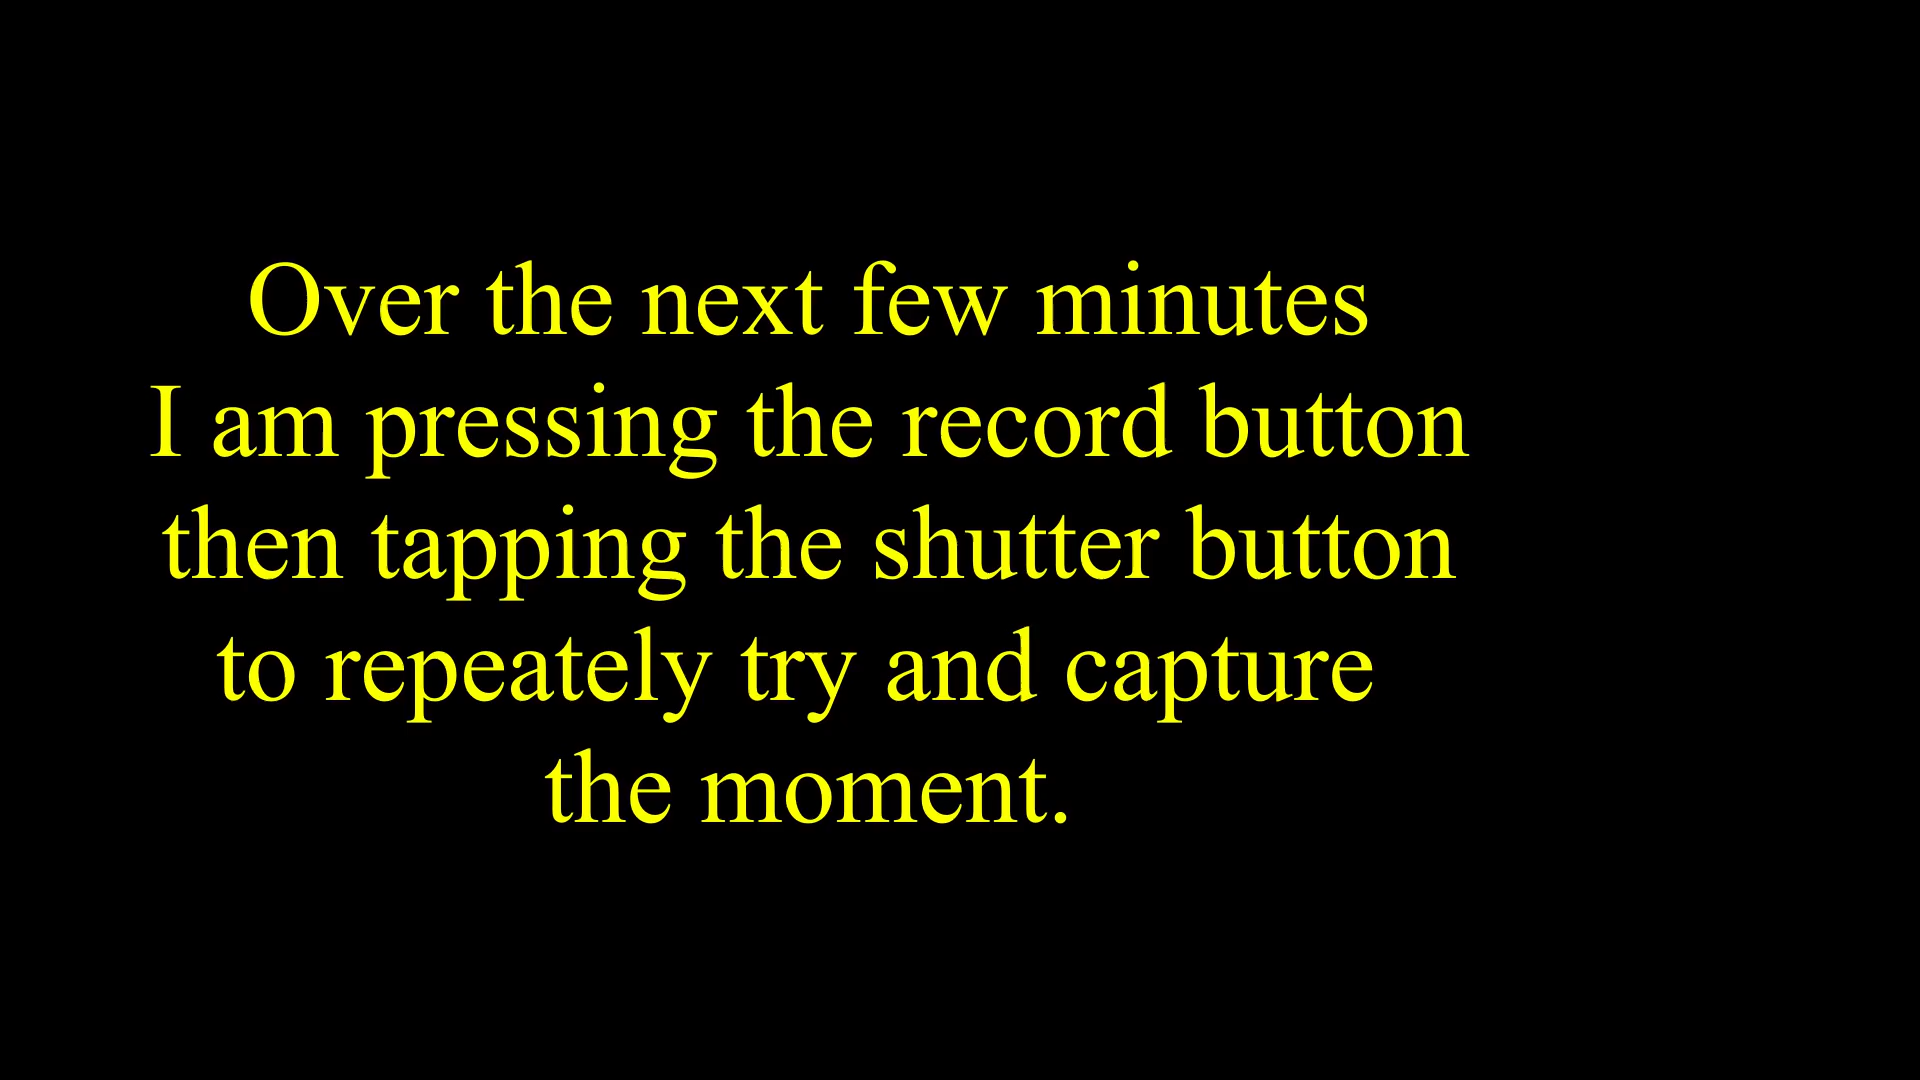 Over the next few minutes
I am pressing the record button
then tapping the shutter button
to repeately try and capture
the moment.